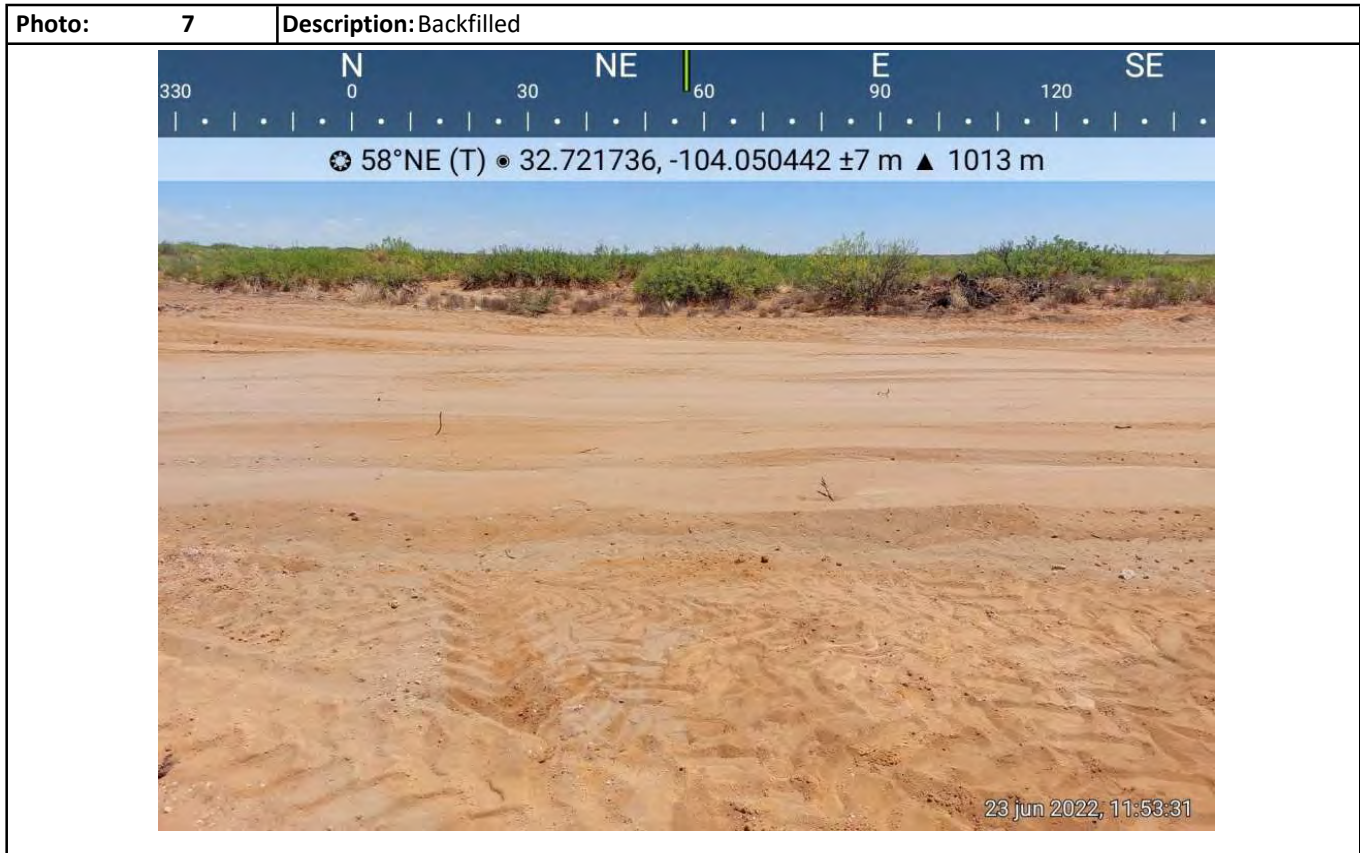 Photo: 7 Description: Backfilled
N NE E SE
330 0 30 60 90 120
58°NE (T) 32.721736, -104.050442 ±7 m ▲ 1013 m
23 jun 2022, 11:53:31